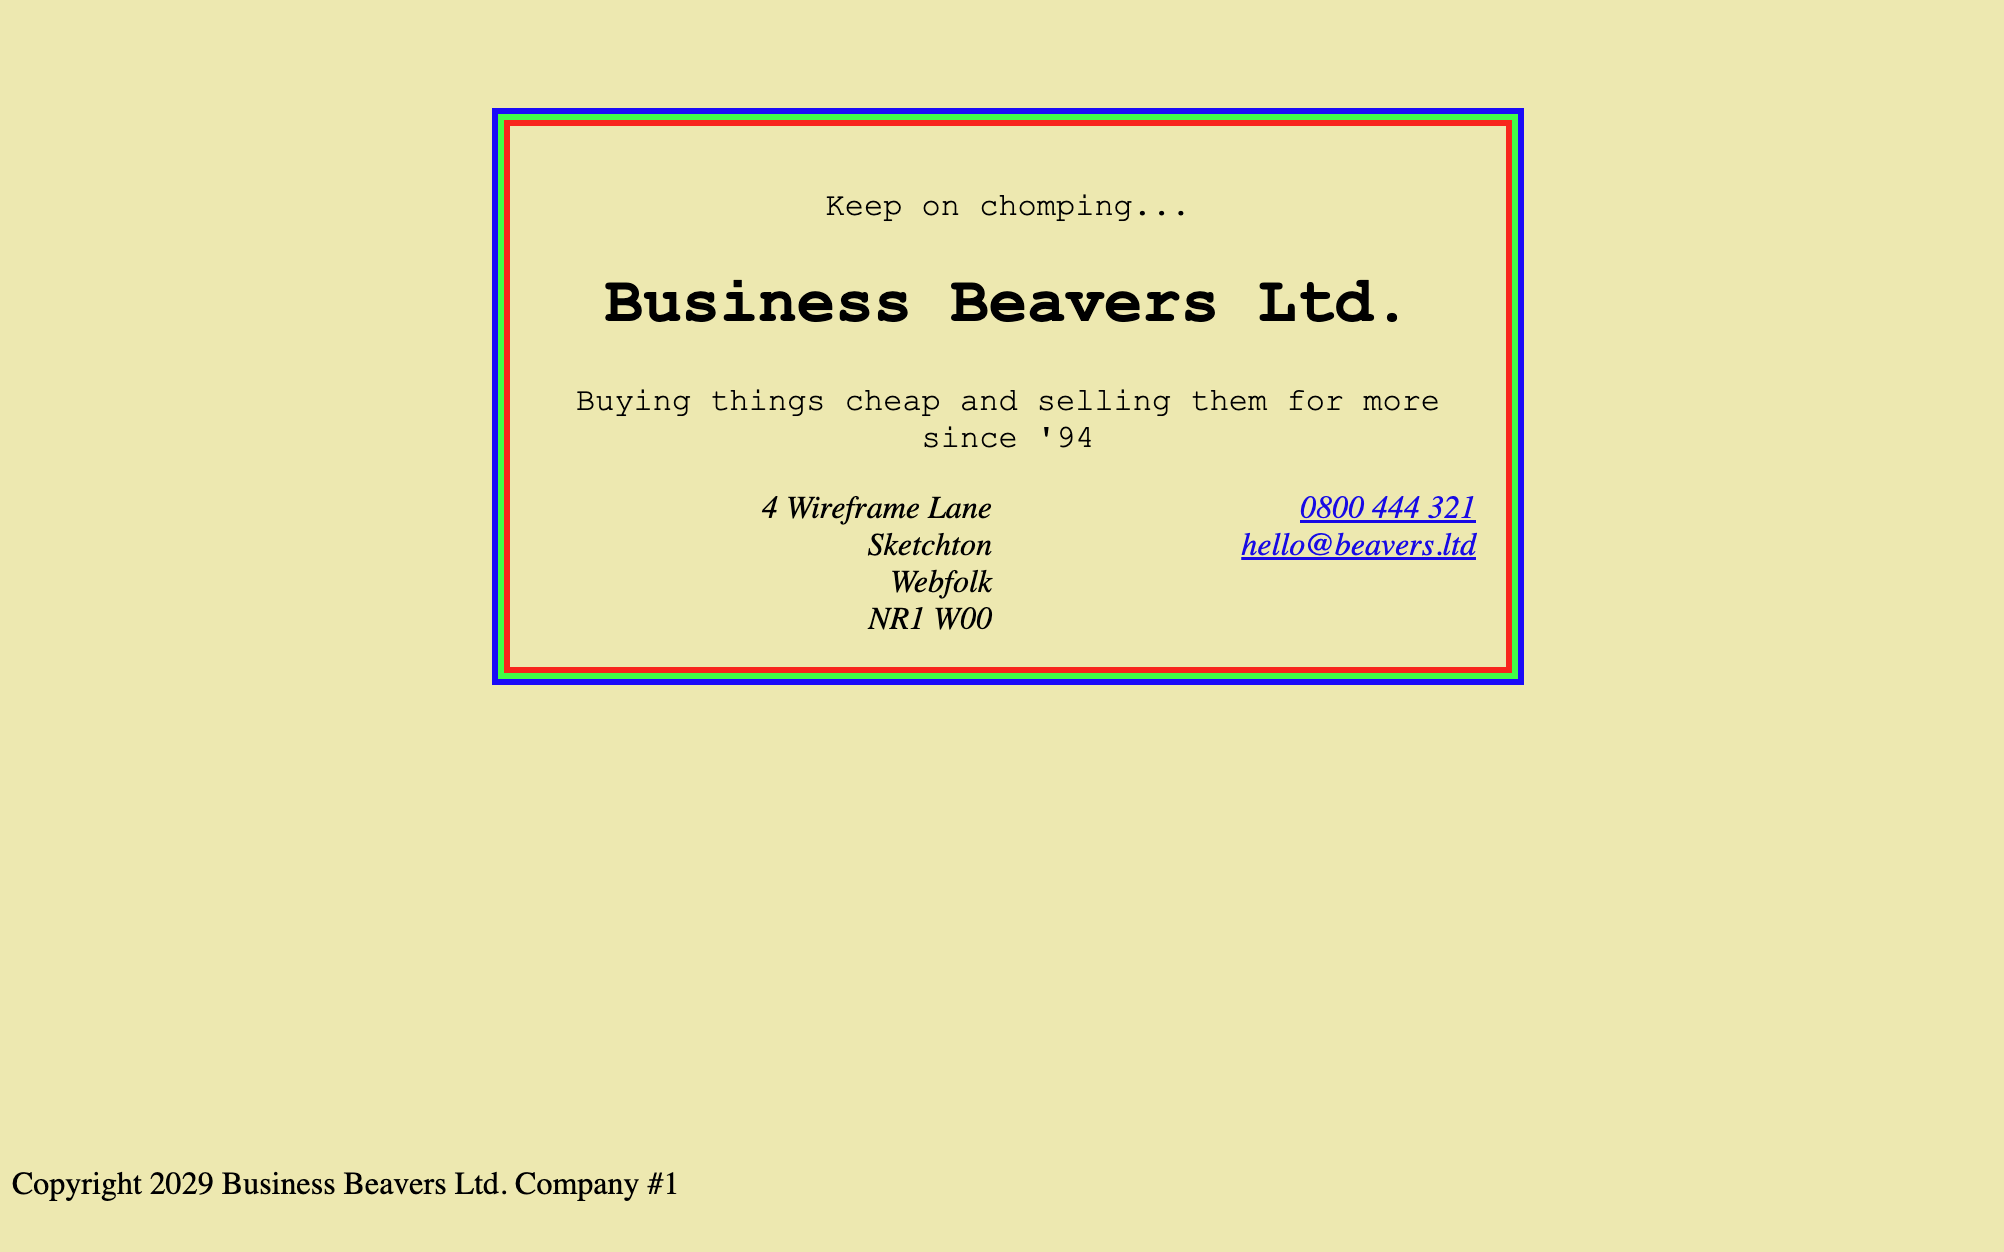 Keep on chomping...
Business Beavers Ltd.
Buying things cheap and selling them for more
since '94
4 Wireframe Lane
Sketchton
Webfolk
NR1 W00
0800 444 321
hello@beavers.ltd
Copyright 2029 Business Beavers Ltd. Company #1